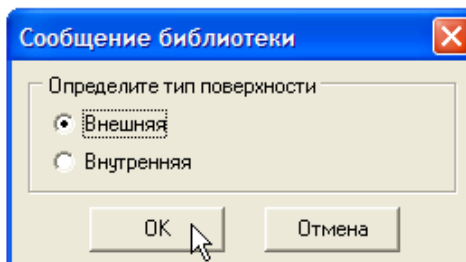 Сообщение библиотеки
Определите тип поверхности
Внешняя
Внутренняя
OK Отмена